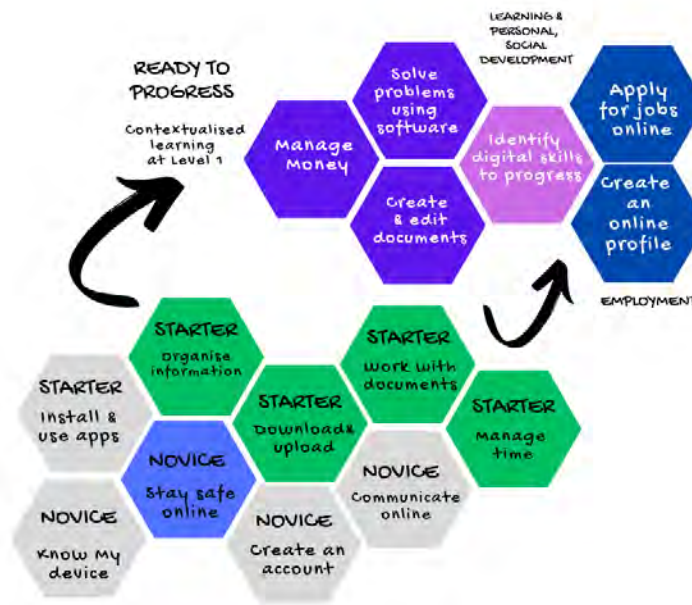 LEARNING &
PERSONAL,
SOCIAL
DEVELOPMENT
READY TO
PROGRESS
Contextualised
learning
at Level 1
Solve
problems
using
software
Apply
for jobs
online
Manage
Money
Identify
digital skills
to progress
Create
& edit
documents
Create
an
online
profile
EMPLOYMENT
STARTER
Organise
information
STARTER
Work with
documents
STARTER
Install &
use apps
STARTER
Download &
upload
STARTER
Manage
time
NOVICE
Stay safe
online
NOVICE
Communicate
online
NOVICE
Know My
device
NOVICE
Create an
account